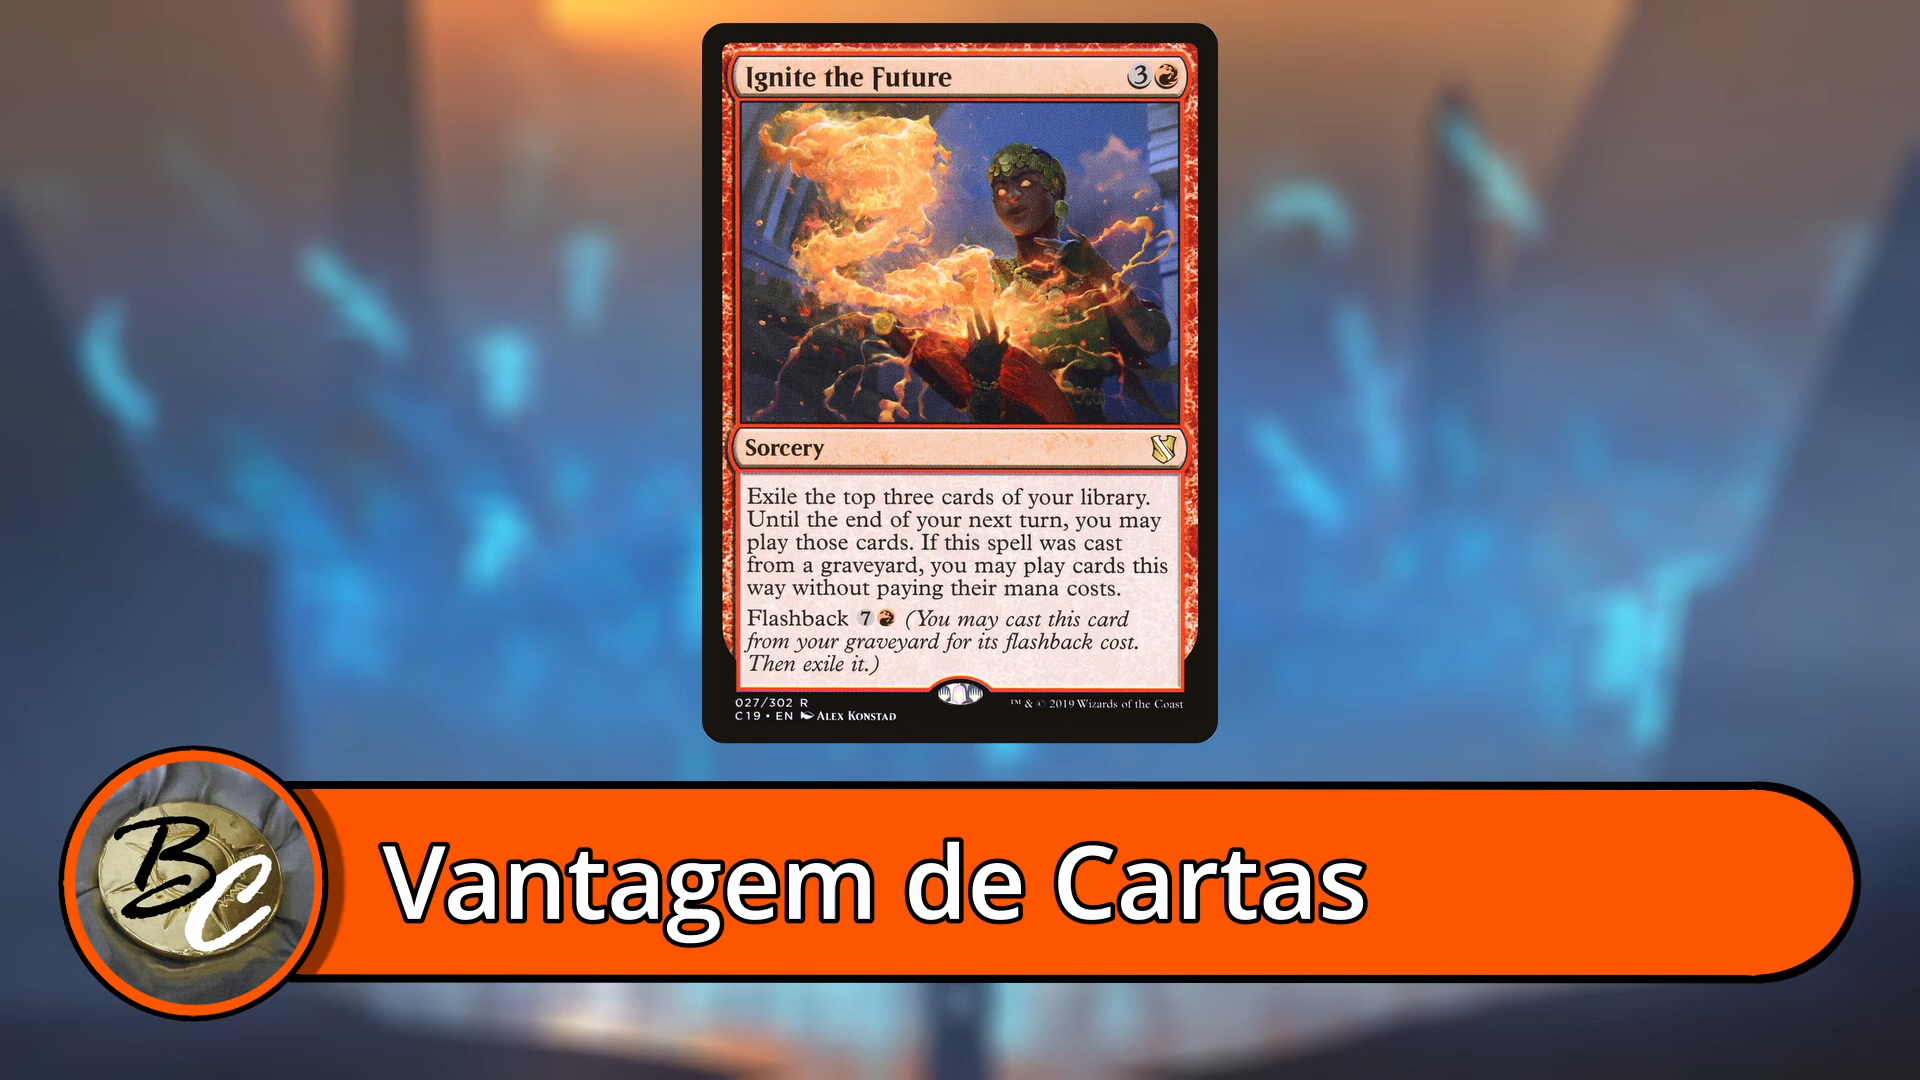 Ignite the Future 3
Sorcery
Exile the top three cards of your library.
Until the end of your next turn, you may
play those cards. If this spell was cast
from a graveyard, you may play cards this
way without paying their mana costs.
Flashback 7 (You may cast this card
from your graveyard for its flashback cost.
Then exile it.)
027/302 R
C19 • EN ALEX KONSTAD
™ & © 2019 Wizards of the Coast
BC
Vantagem de Cartas